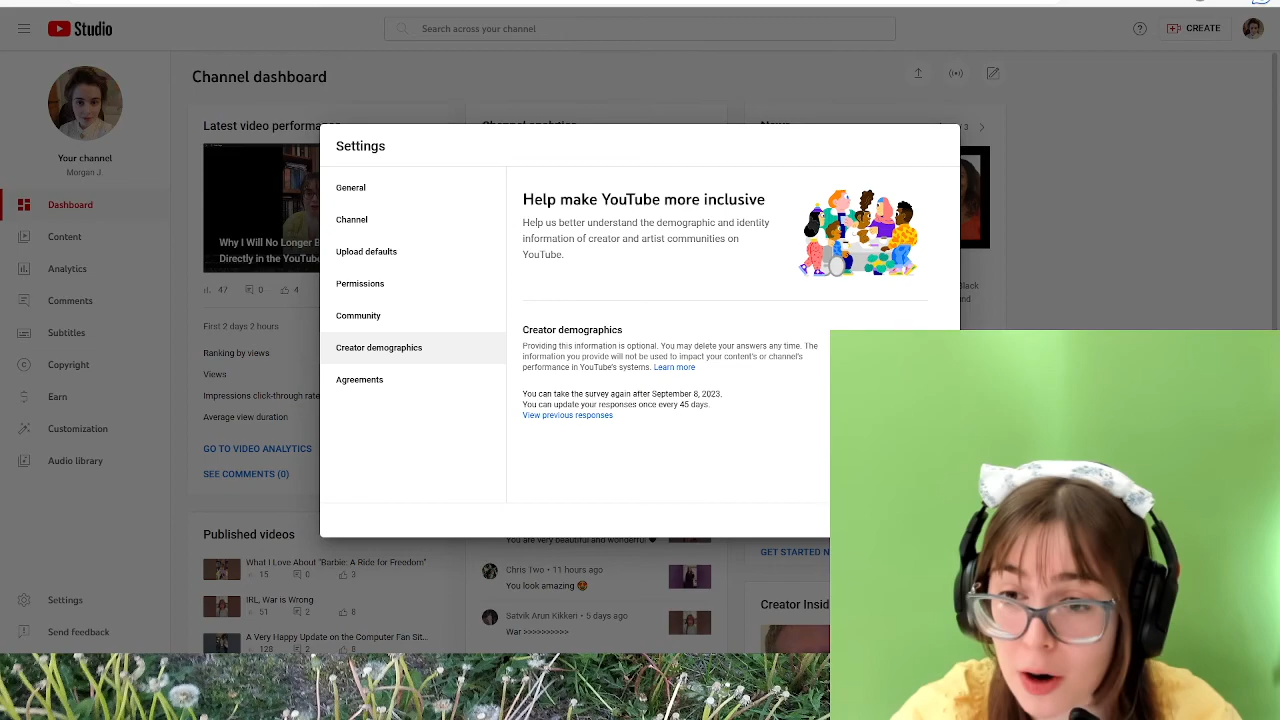 Studio
Search across your channel
CREATE
Channel dashboard
Your channel
Morgan J.
Dashboard
Content
Analytics
Comments
Subtitles
Copyright
Earn
Customization
Audio library
Settings
Send feedback
Latest video performa
Why I Will No Longer B
Directly in the YouTube
47
0
4
First 2 days 2 hours
Ranking by views
Views
Impressions click-through rate
Average view duration
GO TO VIDEO ANALYTICS
SEE COMMENTS (0)
Published videos
What I Love About "Barbie: A Ride for Freedom"
15 0 3
IRL, War is Wrong
51 2 8
A Very Happy Update on the Computer Fan Sit...
128 2 8
Channel analytics
News
/ 3
Settings
General
Channel
Upload defaults
Permissions
Community
Creator demographics
Agreements
Help make YouTube more inclusive
Help us better understand the demographic and identity
information of creator and artist communities on
YouTube.
Creator demographics
Providing this information is optional. You may delete your answers any time. The
information you provide will not be used to impact your content's or channel's
performance in YouTube's systems. Learn more
You can take the survey again after September 8, 2023.
You can update your responses once every 45 days.
View previous responses
You are very beautiful and wonderful ❤
Chris Two • 11 hours ago
You look amazing 😍
Satvik Arun Kikkeri • 5 days ago
War >>>>>>>>>>
Black
nd
GET STARTED N
Creator Insid